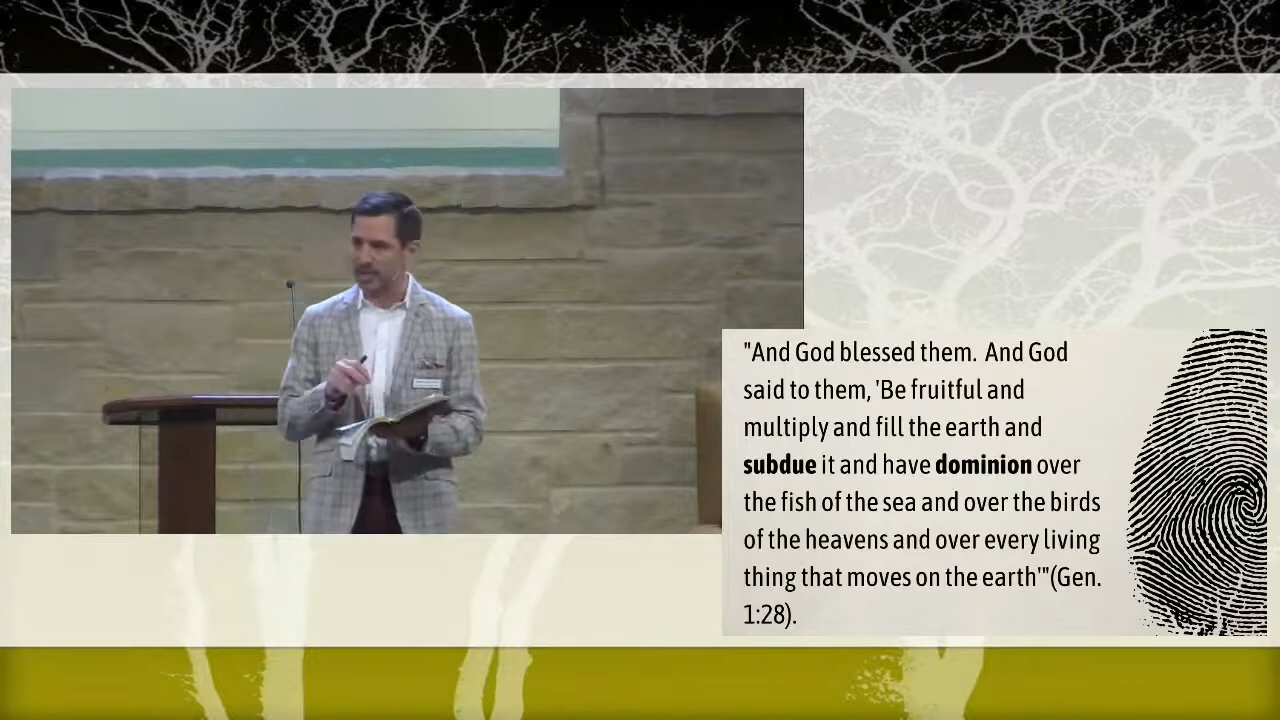 "And God blessed them.  And God
said to them, 'Be fruitful and
multiply and fill the earth and
subdue it and have dominion over
the fish of the sea and over the birds
of the heavens and over every living
thing that moves on the earth'"(Gen.
1:28).